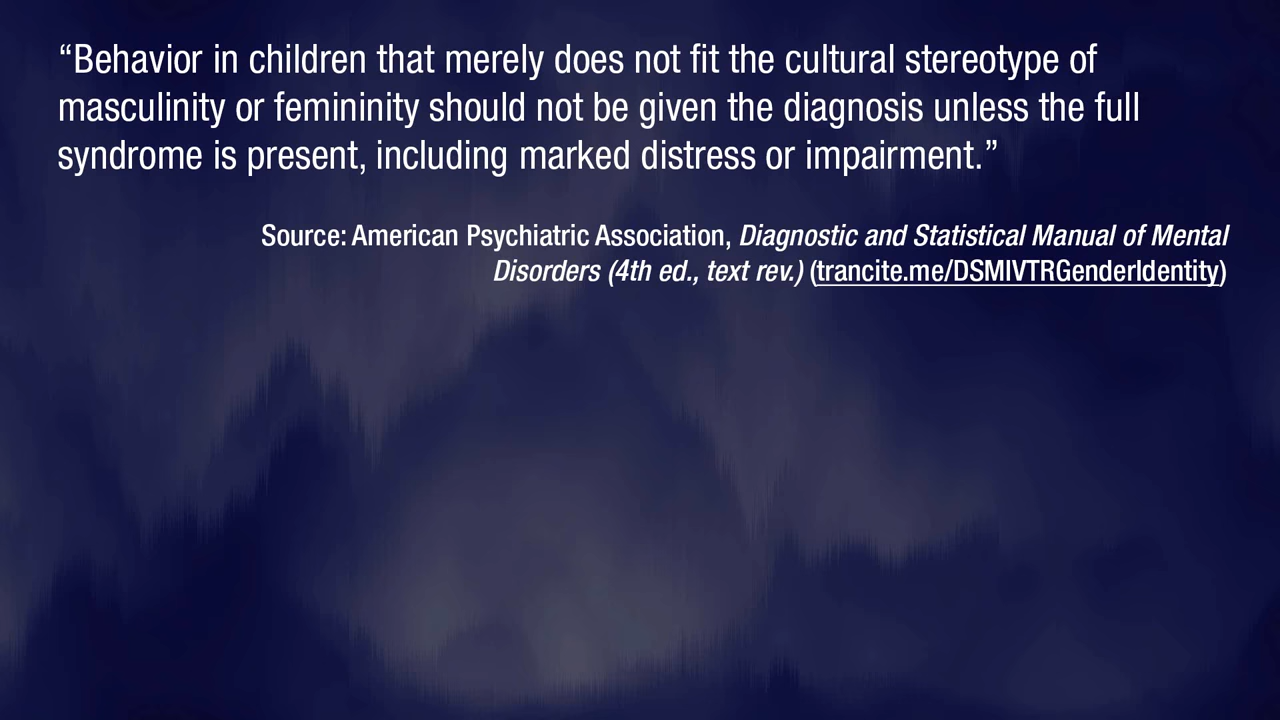 “Behavior in children that merely does not fit the cultural stereotype of
masculinity or femininity should not be given the diagnosis unless the full
syndrome is present, including marked distress or impairment.”
Source: American Psychiatric Association, Diagnostic and Statistical Manual of Mental
Disorders (4th ed., text rev.) (trancite.me/DSMIVTRGenderIdentity)